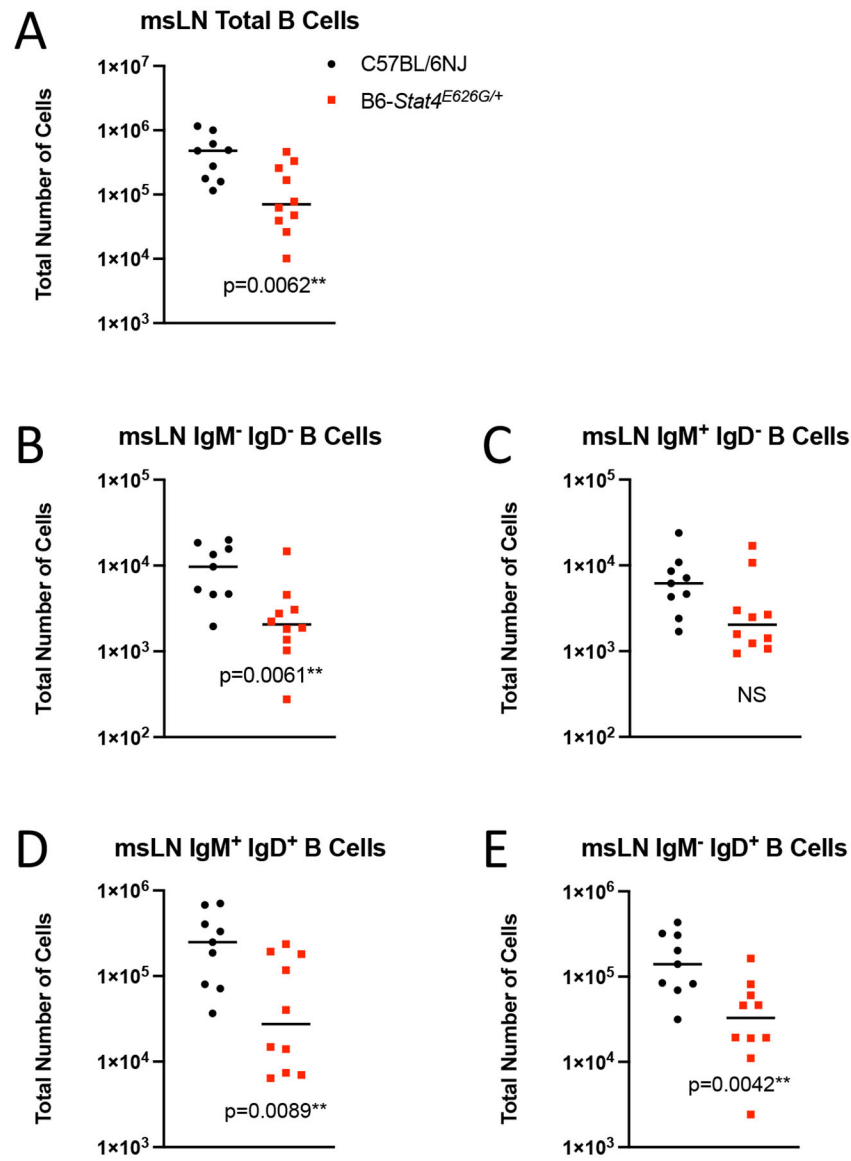 A
msLN Total B Cells
Total Number of Cells
1×10⁷
1×10⁶
1×10⁵
1×10⁴
1×10³
C57BL/6NJ
B6-Stat4ᴱ⁶²⁶ᴳ/⁺
p=0.0062**
B
msLN IgM⁻ IgD⁻ B Cells
Total Number of Cells
1×10⁵
1×10⁴
1×10³
1×10²
p=0.0061**
C
msLN IgM⁺ IgD⁻ B Cells
Total Number of Cells
1×10⁵
1×10⁴
1×10³
1×10²
NS
D
msLN IgM⁺ IgD⁺ B Cells
Total Number of Cells
1×10⁶
1×10⁵
1×10⁴
1×10³
p=0.0089**
E
msLN IgM⁻ IgD⁺ B Cells
Total Number of Cells
1×10⁶
1×10⁵
1×10⁴
1×10³
p=0.0042**